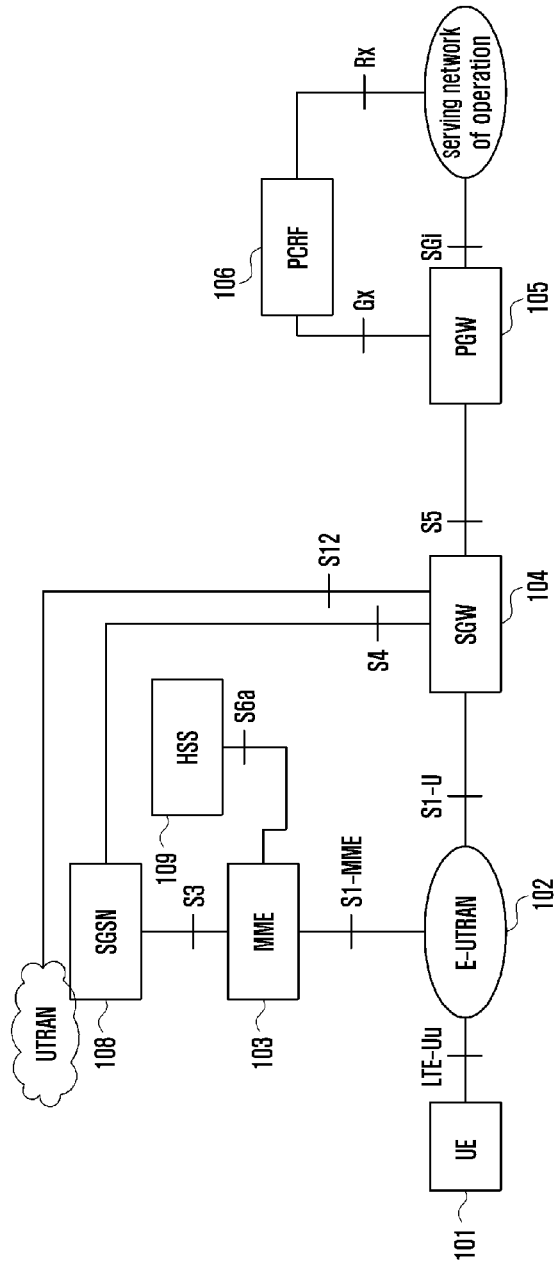 UTRAN
SGSN
108
S3
HSS
109
S6a
MME
103
S1-MME
S12
S4
PCRF
106
Gx
Rx
UE
101
LTE-Uu
E-UTRAN
102
S1-U
SGW
104
S5
PGW
105
SGi
serving network
of operation